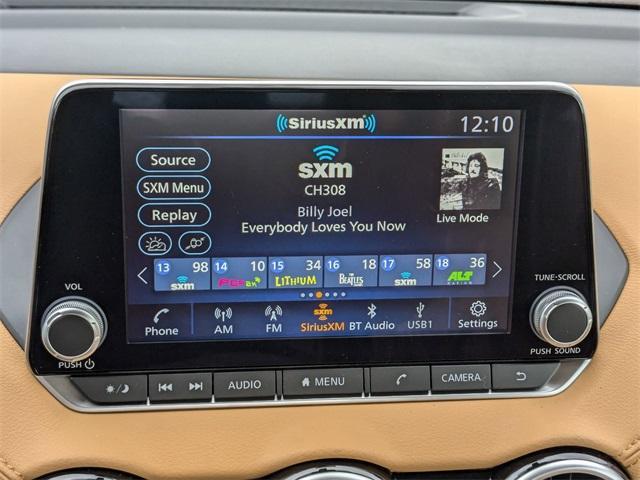 SiriusXM
12:10
Source
sxm
SXM Menu
CH308
Replay
Billy Joel
Everybody Loves You Now
Live Mode
13 98 14 10 15 34 16 18 17 58 18 36
sxm LITHIUM THE BEATLES sxm ALT NATION
Phone AM FM SiriusXM BT Audio USB1 Settings
VOL
PUSH
TUNE·SCROLL
PUSH SOUND
AUDIO MENU CAMERA